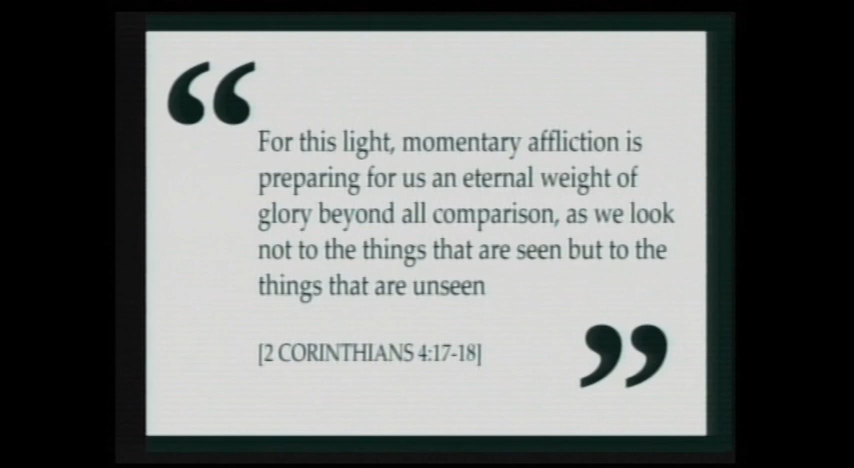 “
For this light, momentary affliction is
preparing for us an eternal weight of
glory beyond all comparison, as we look
not to the things that are seen but to the
things that are unseen
[2 CORINTHIANS 4:17-18]
”